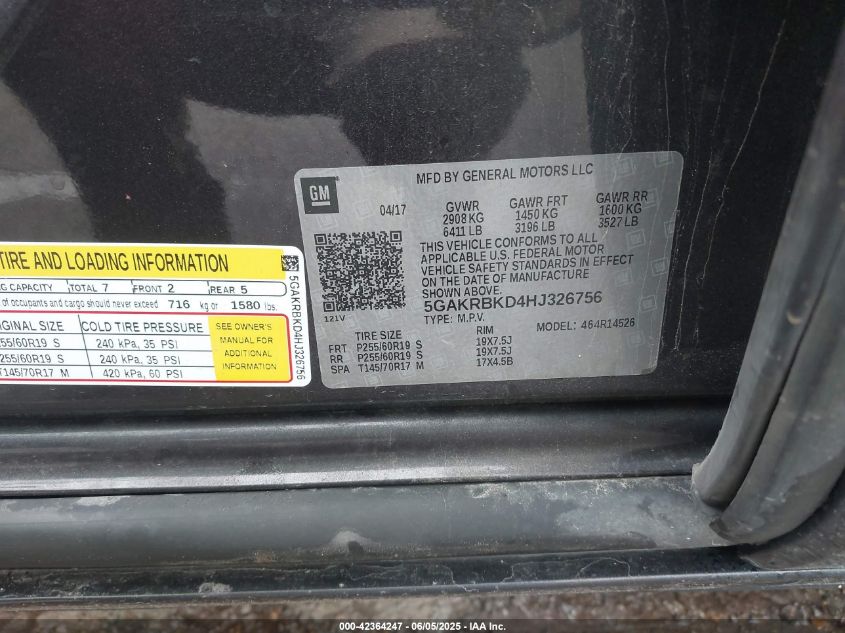 TIRE AND LOADING INFORMATION
CAPACITY TOTAL 7 FRONT 2 REAR 5
of occupants and cargo should never exceed 716 kg or 1580 lbs.
SIZE COLD TIRE PRESSURE
S 240 kPa, 35 PSI
S 240 kPa, 35 PSI
T145/70R17 M 420 kPa, 60 PSI
SEE OWNER'S
MANUAL FOR
ADDITIONAL
INFORMATION
5GAKRBKD4HJ326756
GM
MFD BY GENERAL MOTORS LLC
04/17 GVWR GAWR FRT GAWR RR
2908 KG 1450 KG 1600 KG
6411 LB 3196 LB 3527 LB
THIS VEHICLE CONFORMS TO ALL
APPLICABLE U.S. FEDERAL MOTOR
VEHICLE SAFETY STANDARDS IN EFFECT
ON THE DATE OF MANUFACTURE
SHOWN ABOVE.
5GAKRBKD4HJ326756
121V
TYPE: M.P.V. MODEL: 464R14526
TIRE SIZE RIM
FRT P255/60R19 S 19X7.5J
RR P255/60R19 S 19X7.5J
SPA T145/70R17 M 17X4.5B
000-42364247 - 06/05/2025 - IAA Inc.